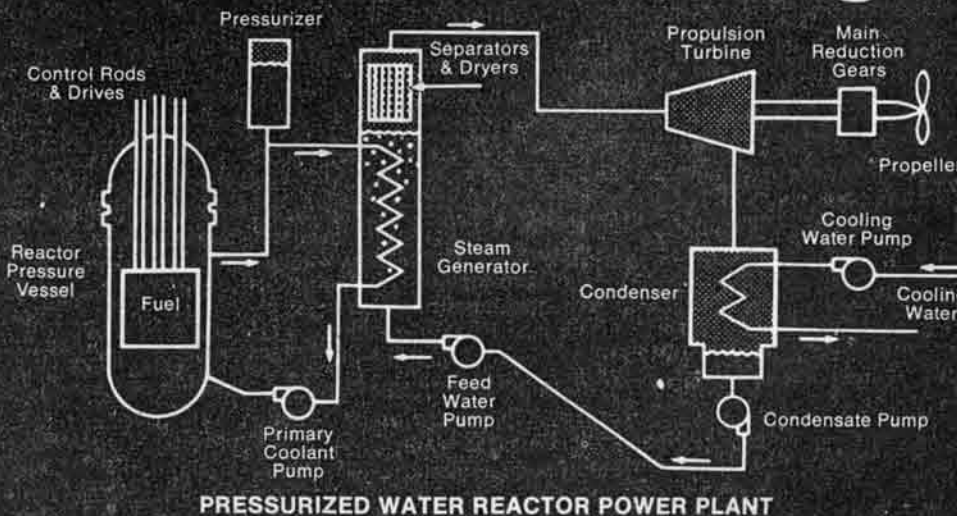 Pressurizer
Control Rods
& Drives
Separators
& Dryers
Propulsion
Turbine
Main
Reduction
Gears
Propeller
Reactor
Pressure
Vessel
Fuel
Steam
Generator
Condenser
Cooling
Water Pump
Cooling
Water
Primary
Coolant
Pump
Feed
Water
Pump
Condensate Pump
PRESSURIZED WATER REACTOR POWER PLANT